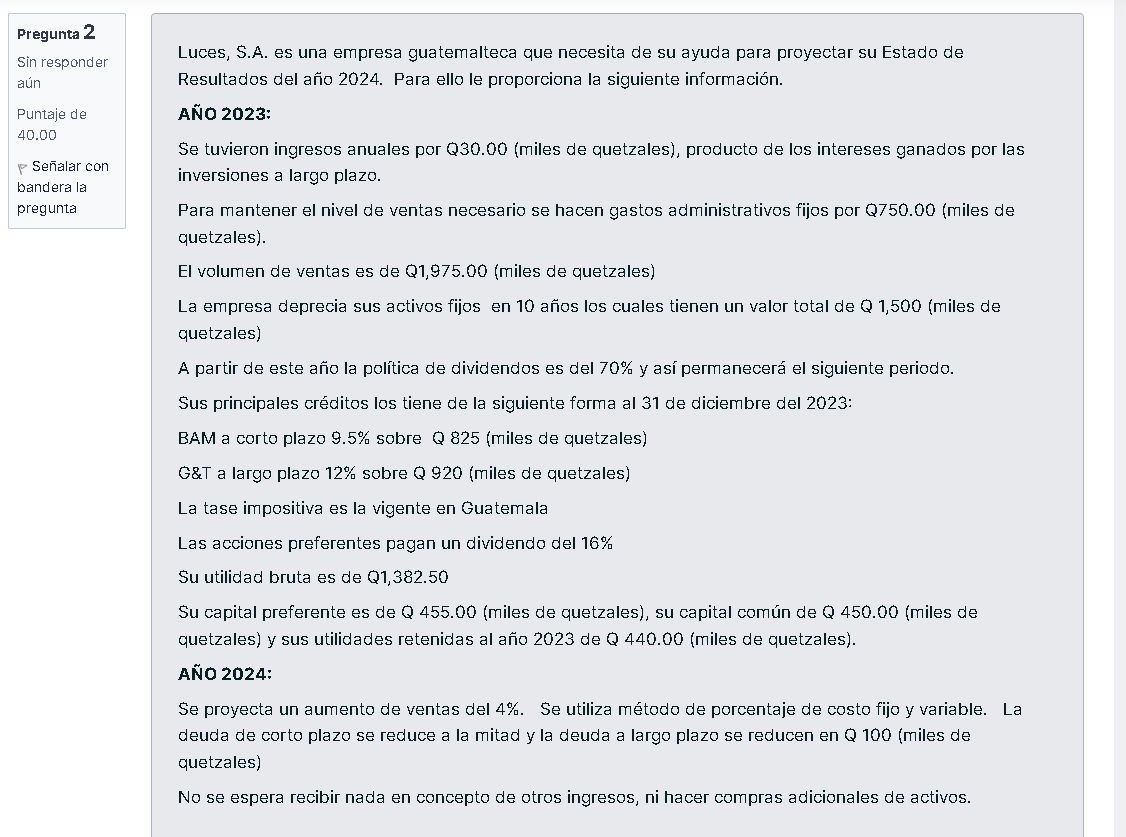 Pregunta 2
Sin responder
aún
Puntaje de
40.00
Señalar con
bandera la
pregunta
Luces, S.A. es una empresa guatemalteca que necesita de su ayuda para proyectar su Estado de
Resultados del año 2024.  Para ello le proporciona la siguiente información.
AÑO 2023:
Se tuvieron ingresos anuales por Q30.00 (miles de quetzales), producto de los intereses ganados por las
inversiones a largo plazo.
Para mantener el nivel de ventas necesario se hacen gastos administrativos fijos por Q750.00 (miles de
quetzales).
El volumen de ventas es de Q1,975.00 (miles de quetzales)
La empresa deprecia sus activos fijos  en 10 años los cuales tienen un valor total de Q 1,500 (miles de
quetzales)
A partir de este año la política de dividendos es del 70% y así permanecerá el siguiente periodo.
Sus principales créditos los tiene de la siguiente forma al 31 de diciembre del 2023:
BAM a corto plazo 9.5% sobre  Q 825 (miles de quetzales)
G&T a largo plazo 12% sobre Q 920 (miles de quetzales)
La tase impositiva es la vigente en Guatemala
Las acciones preferentes pagan un dividendo del 16%
Su utilidad bruta es de Q1,382.50
Su capital preferente es de Q 455.00 (miles de quetzales), su capital común de Q 450.00 (miles de
quetzales) y sus utilidades retenidas al año 2023 de Q 440.00 (miles de quetzales).
AÑO 2024:
Se proyecta un aumento de ventas del 4%.   Se utiliza método de porcentaje de costo fijo y variable.   La
deuda de corto plazo se reduce a la mitad y la deuda a largo plazo se reducen en Q 100 (miles de
quetzales)
No se espera recibir nada en concepto de otros ingresos, ni hacer compras adicionales de activos.